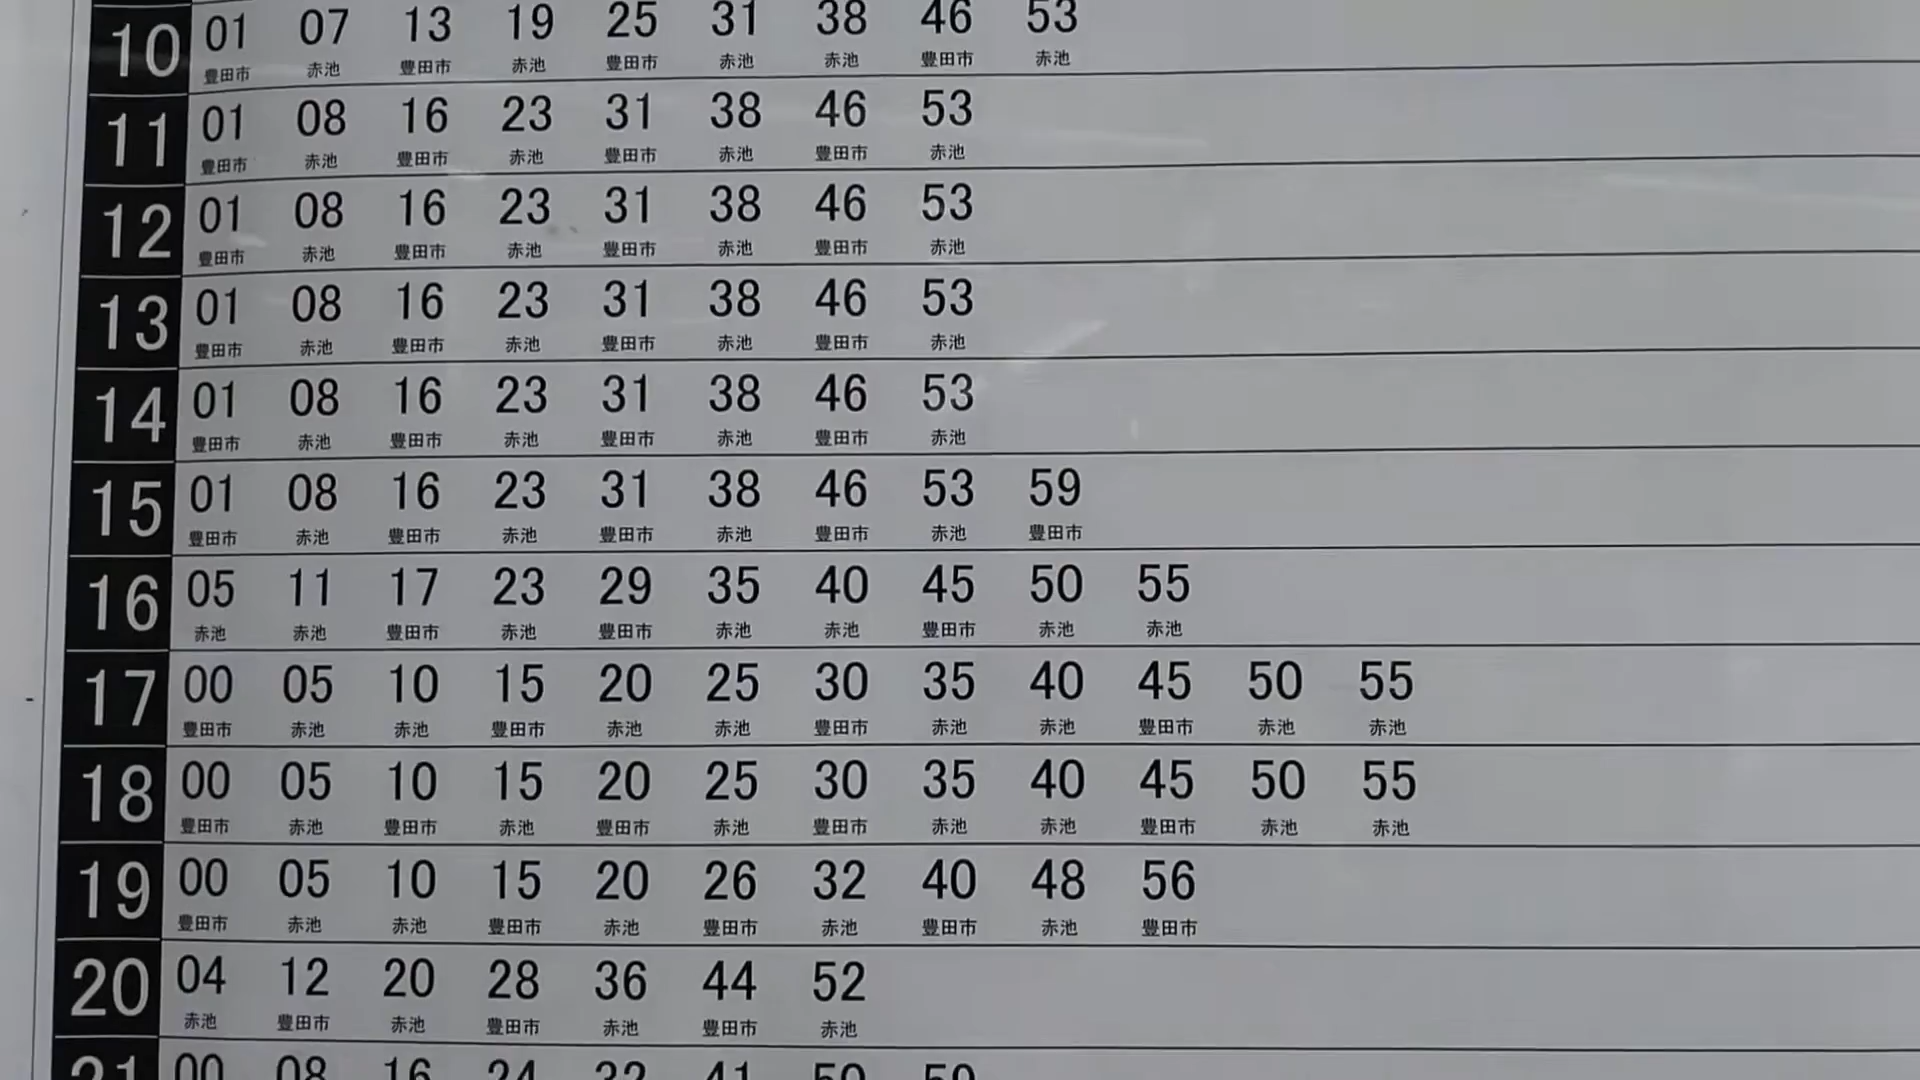 10 01 07 13 19 25 31 38 46 53
豊田市 赤池 豊田市 赤池 豊田市 赤池 赤池 豊田市 赤池
11 01 08 16 23 31 38 46 53
豊田市 赤池 豊田市 赤池 豊田市 赤池 豊田市 赤池
12 01 08 16 23 31 38 46 53
豊田市 赤池 豊田市 赤池 豊田市 赤池 豊田市 赤池
13 01 08 16 23 31 38 46 53
豊田市 赤池 豊田市 赤池 豊田市 赤池 豊田市 赤池
14 01 08 16 23 31 38 46 53
豊田市 赤池 豊田市 赤池 豊田市 赤池 豊田市 赤池
15 01 08 16 23 31 38 46 53 59
豊田市 赤池 豊田市 赤池 豊田市 赤池 豊田市 赤池 豊田市
16 05 11 17 23 29 35 40 45 50 55
赤池 赤池 豊田市 赤池 豊田市 赤池 赤池 豊田市 赤池 赤池
17 00 05 10 15 20 25 30 35 40 45 50 55
豊田市 赤池 赤池 豊田市 赤池 赤池 豊田市 赤池 赤池 豊田市 赤池 赤池
18 00 05 10 15 20 25 30 35 40 45 50 55
豊田市 赤池 豊田市 赤池 豊田市 赤池 豊田市 赤池 赤池 豊田市 赤池 赤池
19 00 05 10 15 20 26 32 40 48 56
豊田市 赤池 赤池 豊田市 赤池 豊田市 赤池 豊田市 赤池 豊田市
20 04 12 20 28 36 44 52
赤池 豊田市 赤池 豊田市 赤池 豊田市 赤池
21 00 08 16 24 32 41 50 59